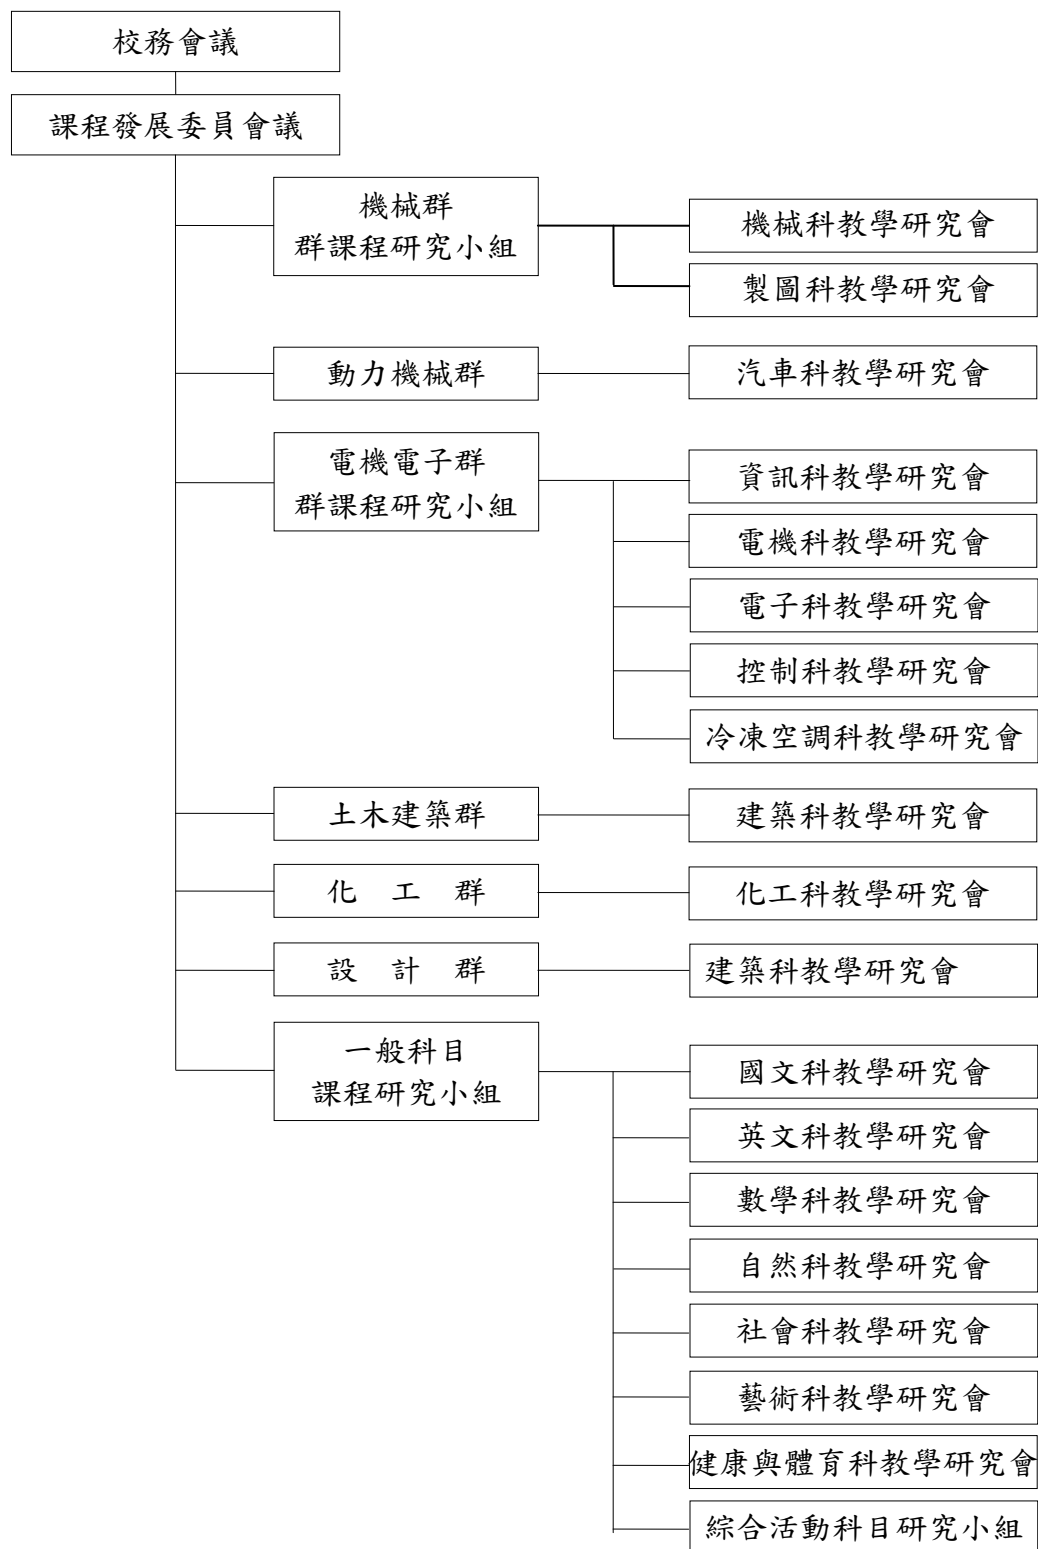 校務會議
課程發展委員會議
機械群
群課程研究小組
機械科教學研究會
製圖科教學研究會
動力機械群
汽車科教學研究會
電機電子群
群課程研究小組
資訊科教學研究會
電機科教學研究會
電子科教學研究會
控制科教學研究會
冷凍空調科教學研究會
土木建築群
建築科教學研究會
化 工 群
化工科教學研究會
設 計 群
建築科教學研究會
一般科目
課程研究小組
國文科教學研究會
英文科教學研究會
數學科教學研究會
自然科教學研究會
社會科教學研究會
藝術科教學研究會
健康與體育科教學研究會
綜合活動科目研究小組